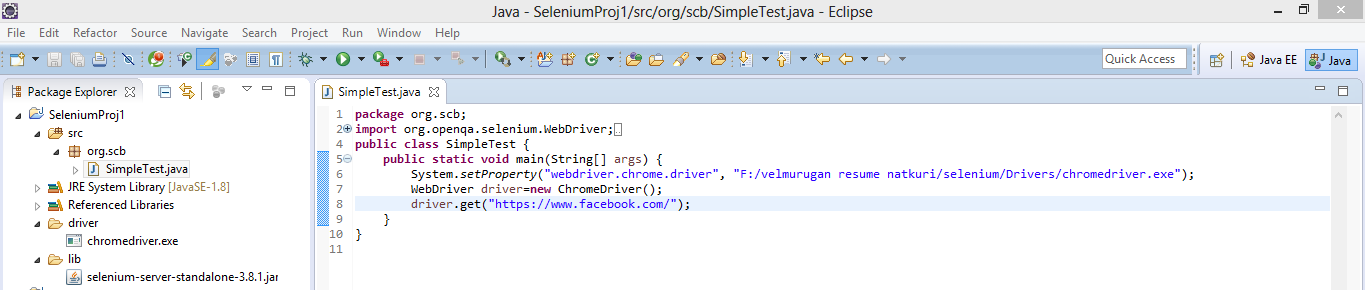 Java - SeleniumProj1/src/org/scb/SimpleTest.java - Eclipse
File Edit Refactor Source Navigate Search Project Run Window Help
Quick Access
Java EE
Java
Package Explorer
SeleniumProj1
src
org.scb
SimpleTest.java
JRE System Library [JavaSE-1.8]
Referenced Libraries
driver
chromedriver.exe
lib
selenium-server-standalone-3.8.1.jar
SimpleTest.java
1 package org.scb;
2 import org.openqa.selenium.WebDriver;
4 public class SimpleTest {
5 public static void main(String[] args) {
6 System.setProperty("webdriver.chrome.driver", "F:/velmurugan resume natkuri/selenium/Drivers/chromedriver.exe");
7 WebDriver driver=new ChromeDriver();
8 driver.get("https://www.facebook.com/");
9 }
10 }
11